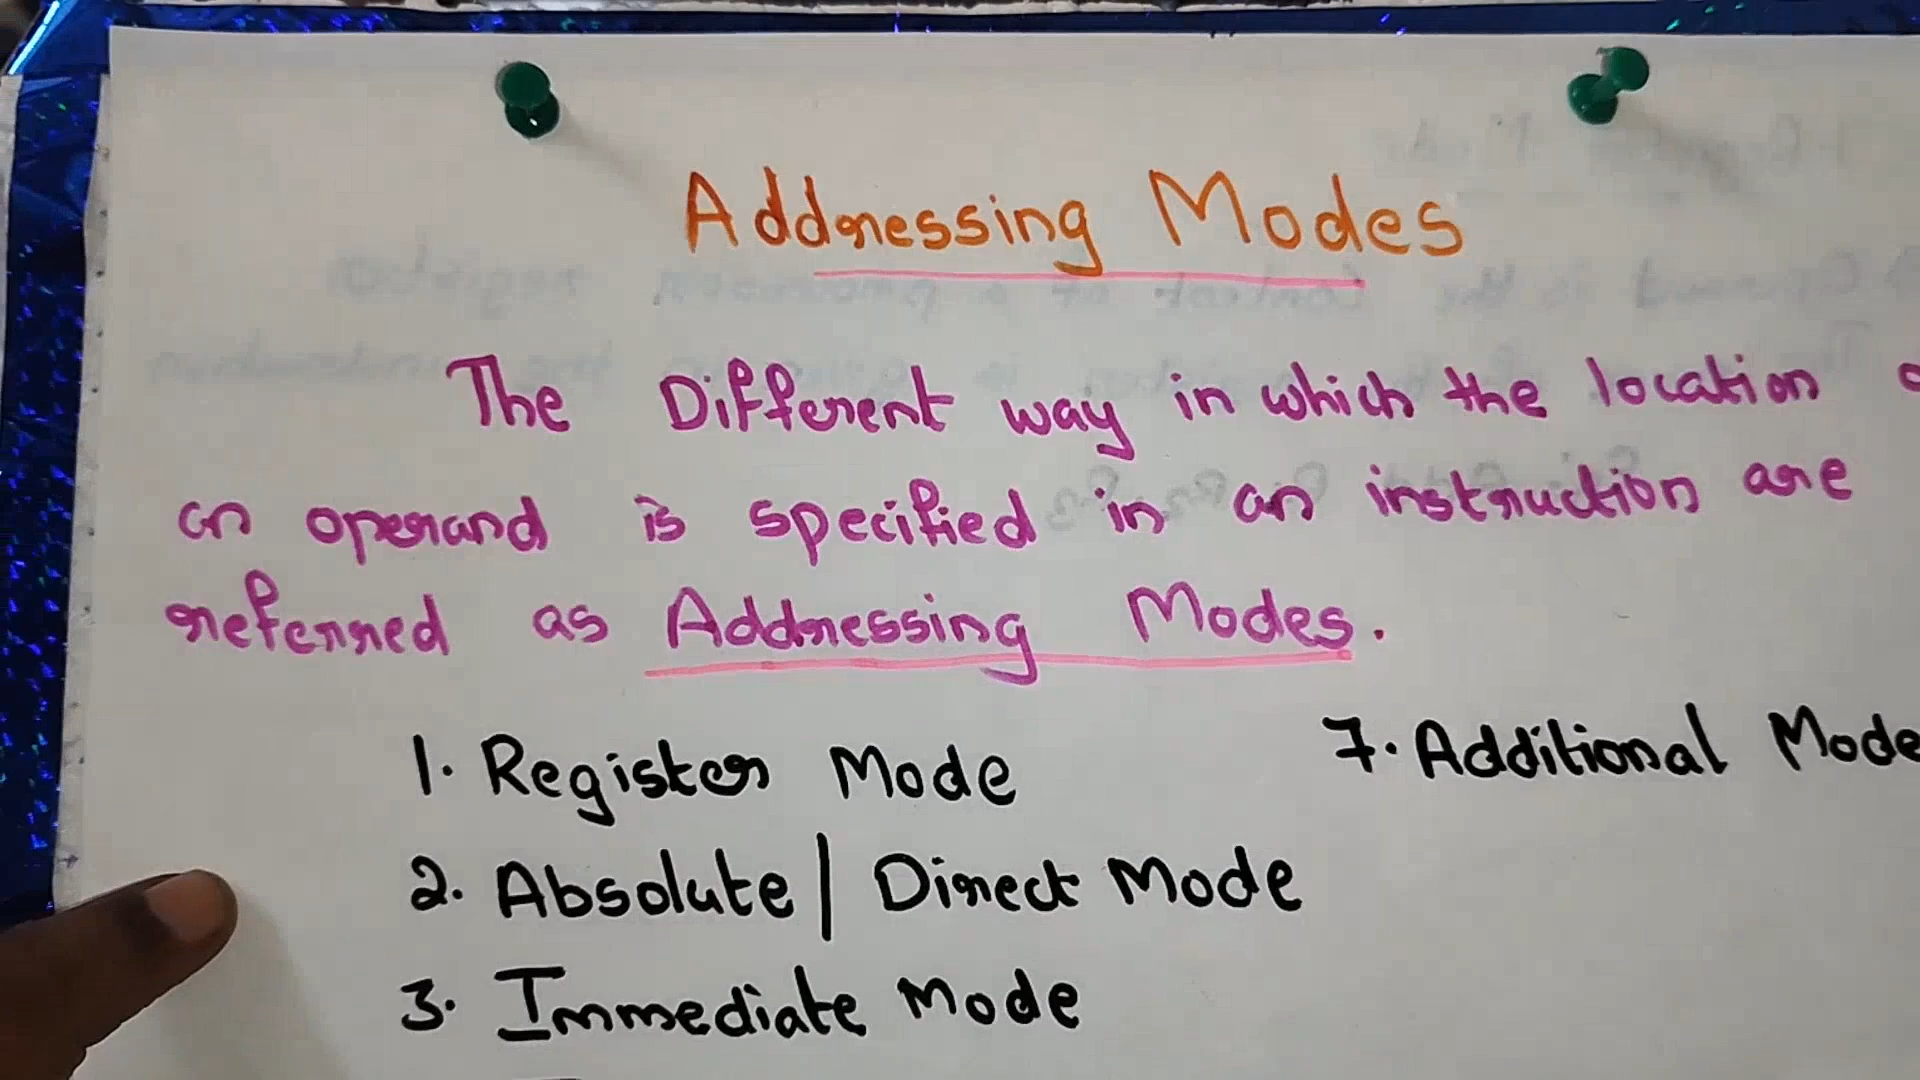 Addressing Modes
The Different way in which the location
an operand is specified in an instruction are
referred as Addressing Modes.
1. Register Mode
7. Additional Mode
2. Absolute | Direct Mode
3. Immediate Mode